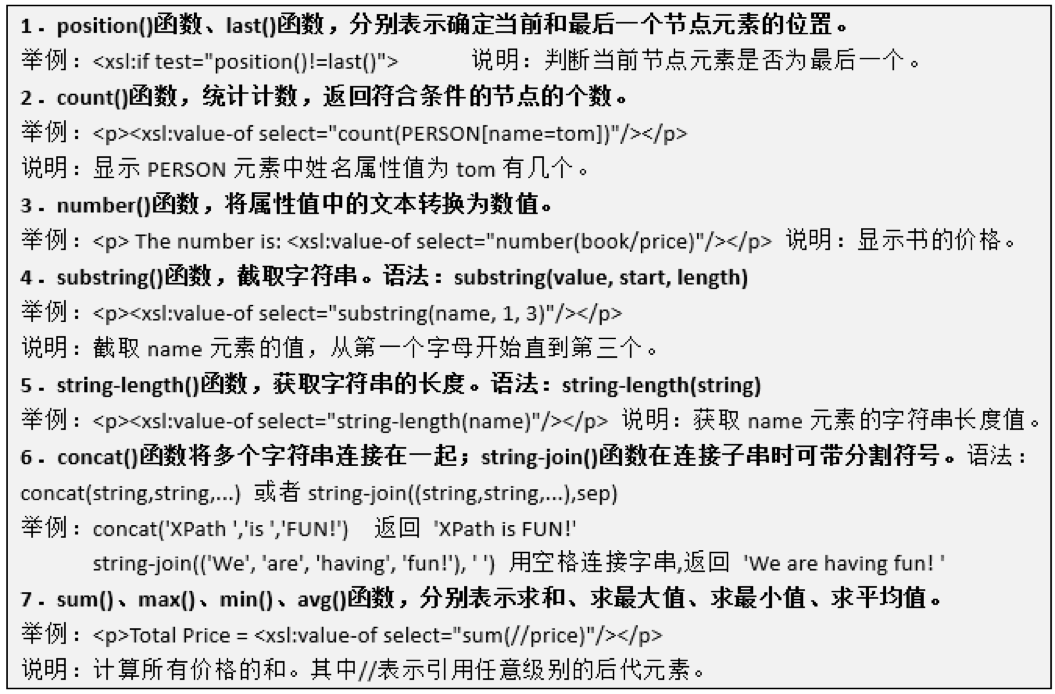 1．position()函数、last()函数，分别表示确定当前和最后一个节点元素的位置。
举例：<xsl:if test="position()!=last()"> 说明：判断当前节点元素是否为最后一个。
2．count()函数，统计计数，返回符合条件的节点的个数。
举例：<p><xsl:value-of select="count(PERSON[name=tom])"/></p>
说明：显示 PERSON 元素中姓名属性值为 tom 有几个。
3．number()函数，将属性值中的文本转换为数值。
举例：<p> The number is: <xsl:value-of select="number(book/price)"/></p> 说明：显示书的价格。
4．substring()函数，截取字符串。语法：substring(value, start, length)
举例：<p><xsl:value-of select="substring(name, 1, 3)"/></p>
说明：截取 name 元素的值，从第一个字母开始直到第三个。
5．string-length()函数，获取字符串的长度。语法：string-length(string)
举例：<p><xsl:value-of select="string-length(name)"/></p> 说明：获取 name 元素的字符串长度值。
6．concat()函数将多个字符串连接在一起；string-join()函数在连接子串时可带分割符号。语法：
concat(string,string,...) 或者 string-join((string,string,...),sep)
举例：concat('XPath ','is ','FUN!') 返回 'XPath is FUN!'
string-join(('We', 'are', 'having', 'fun!'), ' ') 用空格连接字串,返回 'We are having fun! '
7．sum()、max()、min()、avg()函数，分别表示求和、求最大值、求最小值、求平均值。
举例：<p>Total Price = <xsl:value-of select="sum(//price)"/></p>
说明：计算所有价格的和。其中//表示引用任意级别的后代元素。